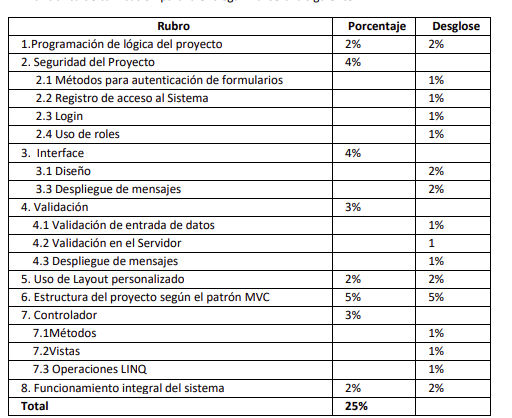 Rubro Porcentaje Desglose
1.Programación de lógica del proyecto 2% 2%
2. Seguridad del Proyecto 4%
2.1 Métodos para autenticación de formularios 1%
2.2 Registro de acceso al Sistema 1%
2.3 Login 1%
2.4 Uso de roles 1%
3. Interface 4%
3.1 Diseño 2%
3.3 Despliegue de mensajes 2%
4. Validación 3%
4.1 Validación de entrada de datos 1%
4.2 Validación en el Servidor 1
4.3 Despliegue de mensajes 1%
5. Uso de Layout personalizado 2% 2%
6. Estructura del proyecto según el patrón MVC 5% 5%
7. Controlador 3%
7.1Métodos 1%
7.2Vistas 1%
7.3 Operaciones LINQ 1%
8. Funcionamiento integral del sistema 2% 2%
Total 25%